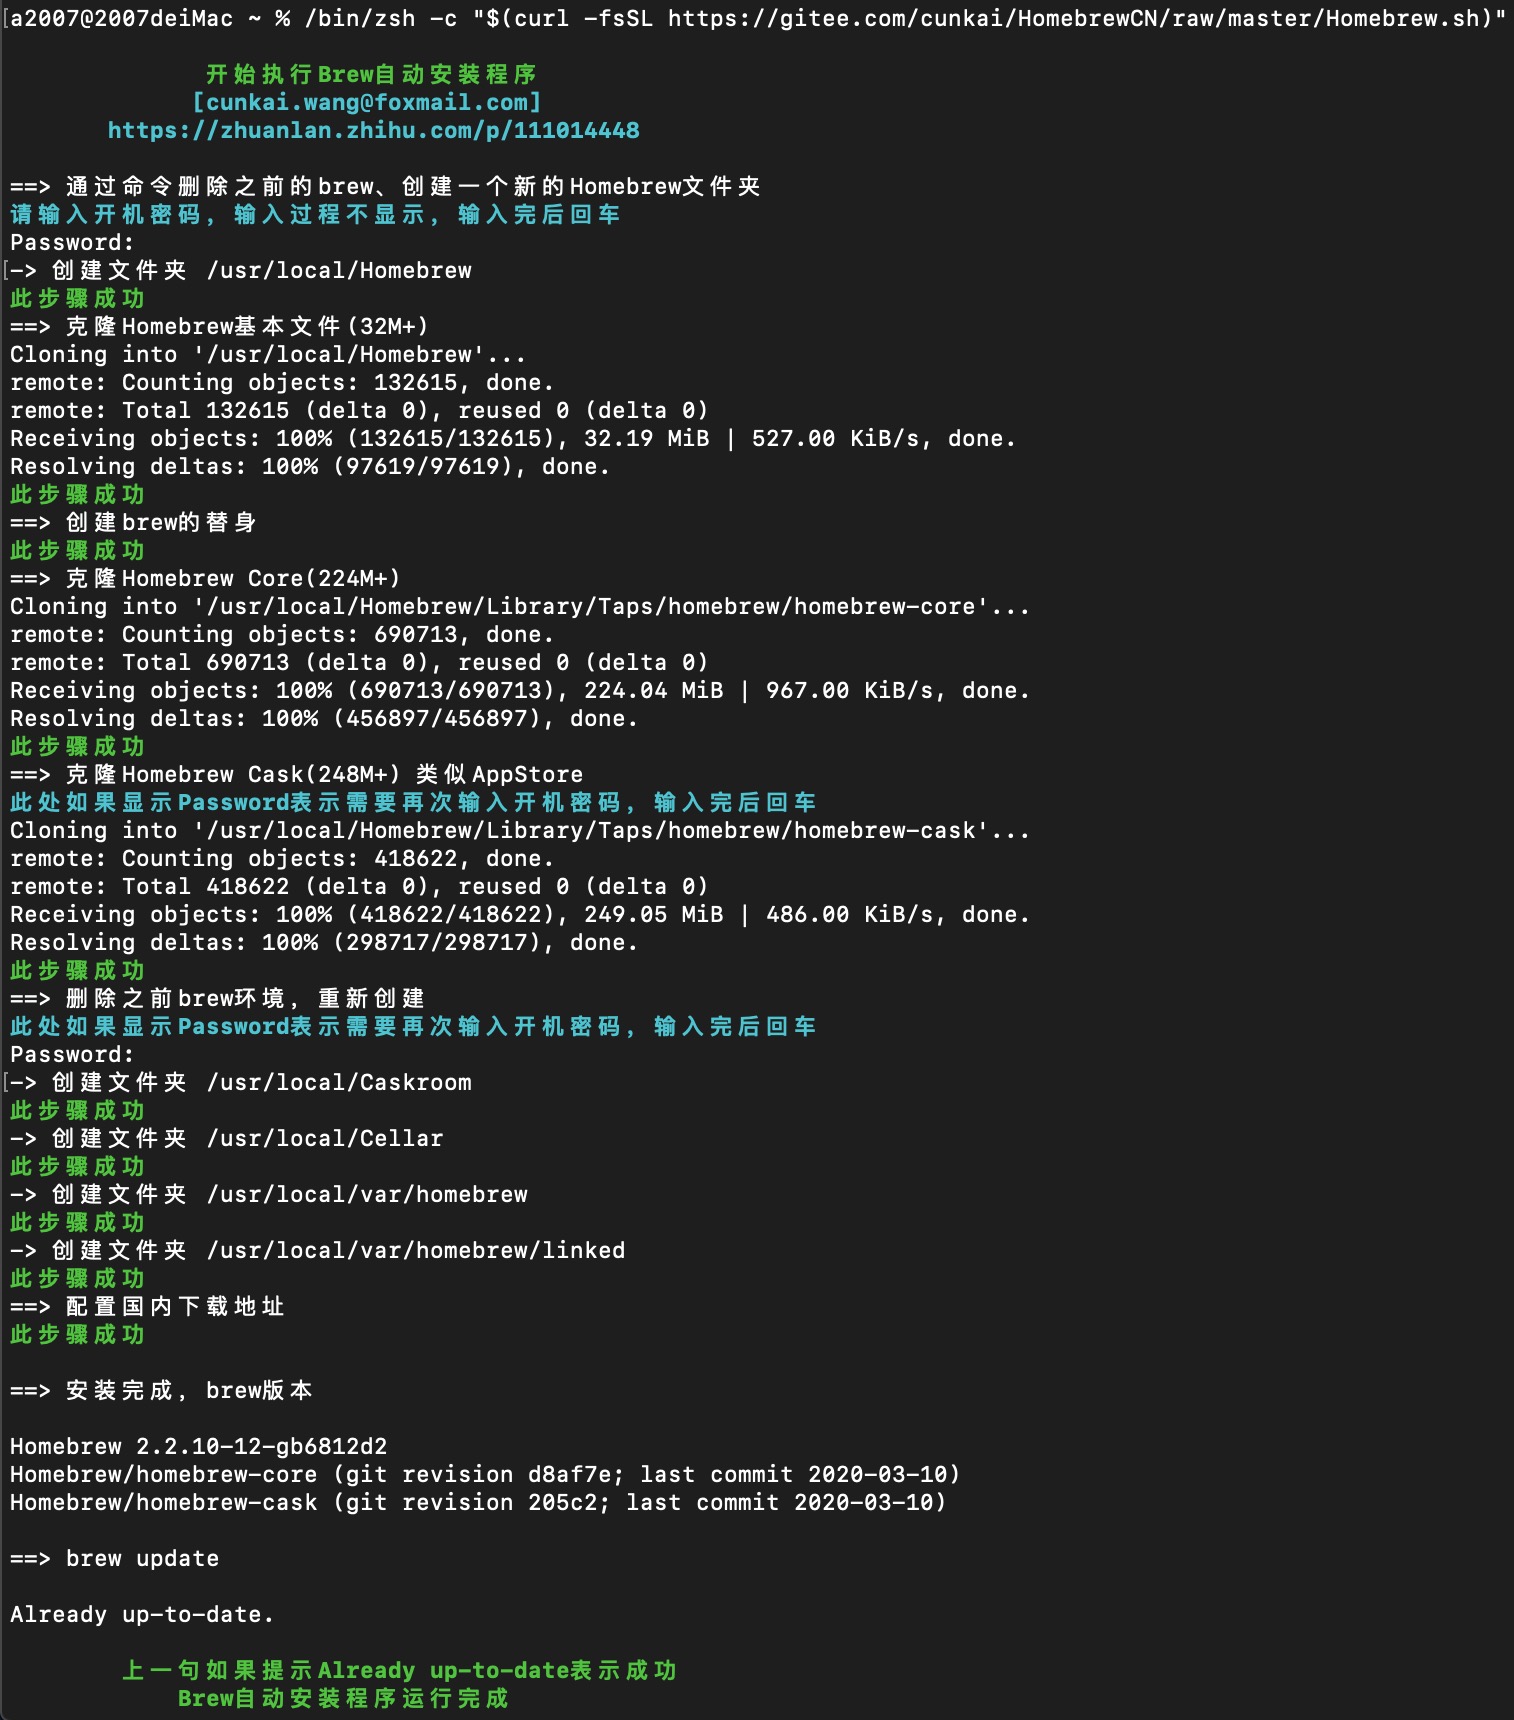 a2007@2007deiMac ~ % /bin/zsh -c "$(curl -fsSL https://gitee.com/cunkai/HomebrewCN/raw/master/Homebrew.sh)"
开始执行Brew自动安装程序
[cunkai.wang@foxmail.com]
https://zhuanlan.zhihu.com/p/111014448
==> 通过命令删除之前的brew、创建一个新的Homebrew文件夹
请输入开机密码，输入过程不显示，输入完后回车
Password:
-> 创建文件夹 /usr/local/Homebrew
此步骤成功
==> 克隆Homebrew基本文件(32M+)
Cloning into '/usr/local/Homebrew'...
remote: Counting objects: 132615, done.
remote: Total 132615 (delta 0), reused 0 (delta 0)
Receiving objects: 100% (132615/132615), 32.19 MiB | 527.00 KiB/s, done.
Resolving deltas: 100% (97619/97619), done.
此步骤成功
==> 创建brew的替身
此步骤成功
==> 克隆Homebrew Core(224M+)
Cloning into '/usr/local/Homebrew/Library/Taps/homebrew/homebrew-core'...
remote: Counting objects: 690713, done.
remote: Total 690713 (delta 0), reused 0 (delta 0)
Receiving objects: 100% (690713/690713), 224.04 MiB | 967.00 KiB/s, done.
Resolving deltas: 100% (456897/456897), done.
此步骤成功
==> 克隆Homebrew Cask(248M+) 类似AppStore
此处如果显示Password表示需要再次输入开机密码，输入完后回车
Cloning into '/usr/local/Homebrew/Library/Taps/homebrew/homebrew-cask'...
remote: Counting objects: 418622, done.
remote: Total 418622 (delta 0), reused 0 (delta 0)
Receiving objects: 100% (418622/418622), 249.05 MiB | 486.00 KiB/s, done.
Resolving deltas: 100% (298717/298717), done.
此步骤成功
==> 删除之前brew环境，重新创建
此处如果显示Password表示需要再次输入开机密码，输入完后回车
Password:
-> 创建文件夹 /usr/local/Caskroom
此步骤成功
-> 创建文件夹 /usr/local/Cellar
此步骤成功
-> 创建文件夹 /usr/local/var/homebrew
此步骤成功
-> 创建文件夹 /usr/local/var/homebrew/linked
此步骤成功
==> 配置国内下载地址
此步骤成功
==> 安装完成，brew版本
Homebrew 2.2.10-12-gb6812d2
Homebrew/homebrew-core (git revision d8af7e; last commit 2020-03-10)
Homebrew/homebrew-cask (git revision 205c2; last commit 2020-03-10)
==> brew update
Already up-to-date.
上一句如果提示Already up-to-date表示成功
Brew自动安装程序运行完成